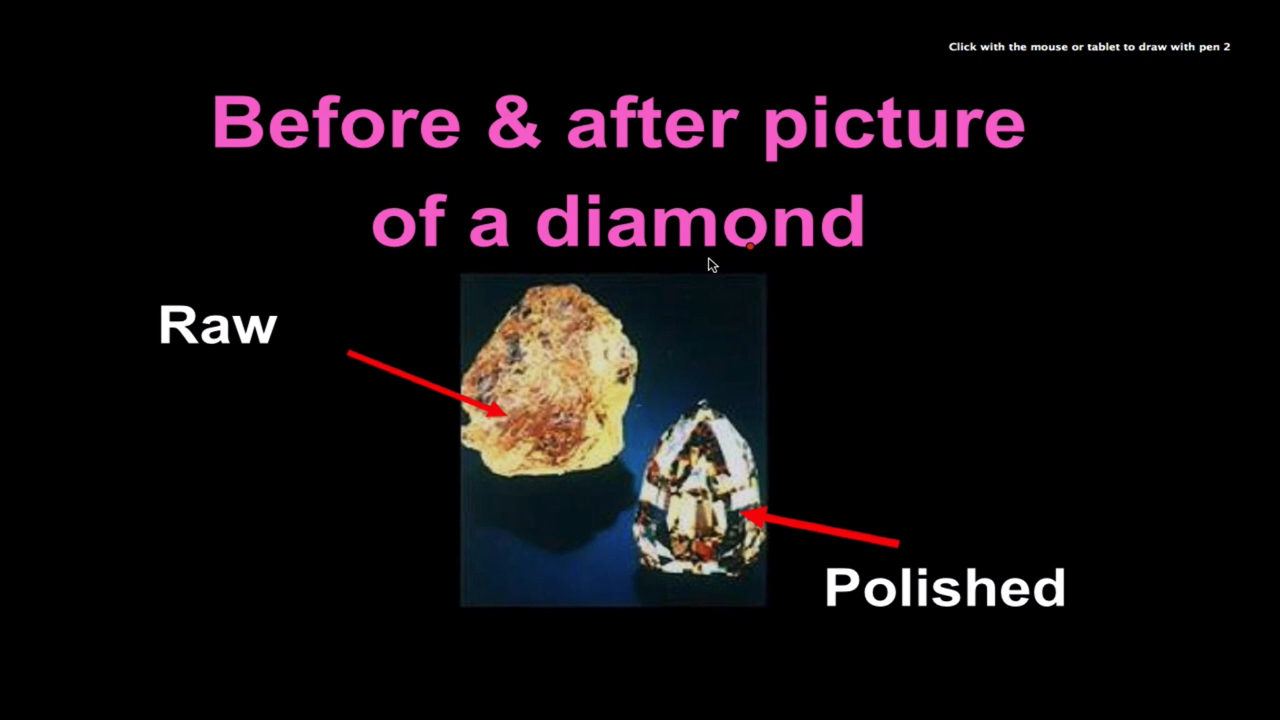 Click with the mouse or tablet to draw with pen 2
Before & after picture
of a diamond
Raw
Polished